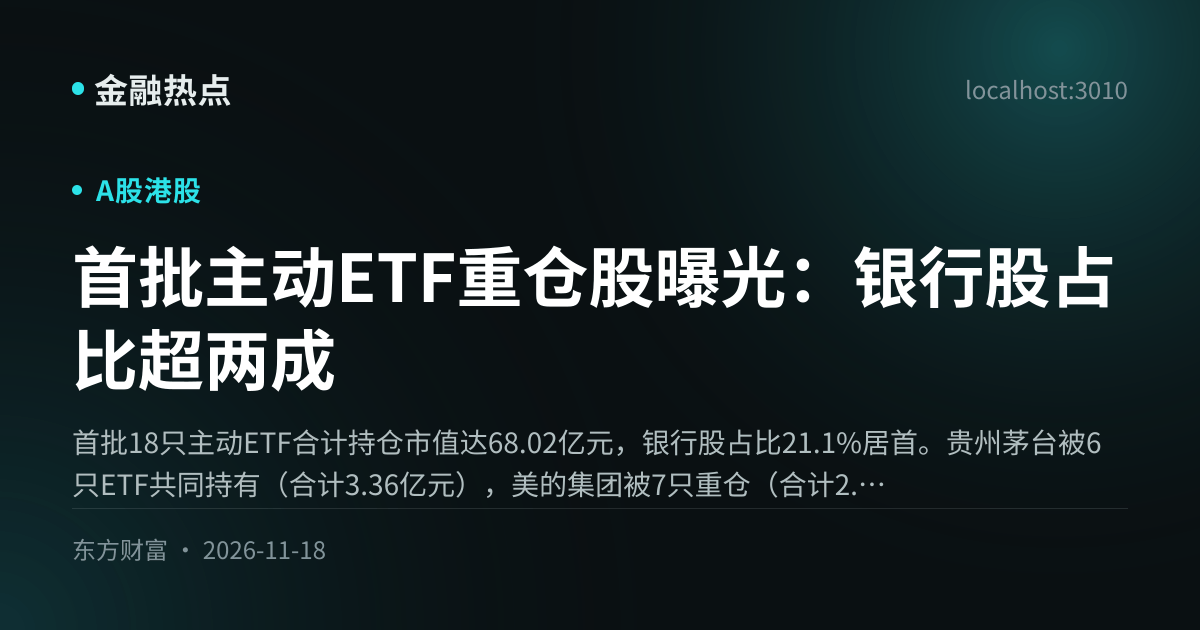 金融热点
localhost:3010
A股港股
首批主动ETF重仓股曝光：银行股占
比超两成
首批18只主动ETF合计持仓市值达68.02亿元，银行股占比21.1%居首。贵州茅台被6
只ETF共同持有（合计3.36亿元），美的集团被7只重仓（合计2.…
东方财富 · 2026-11-18